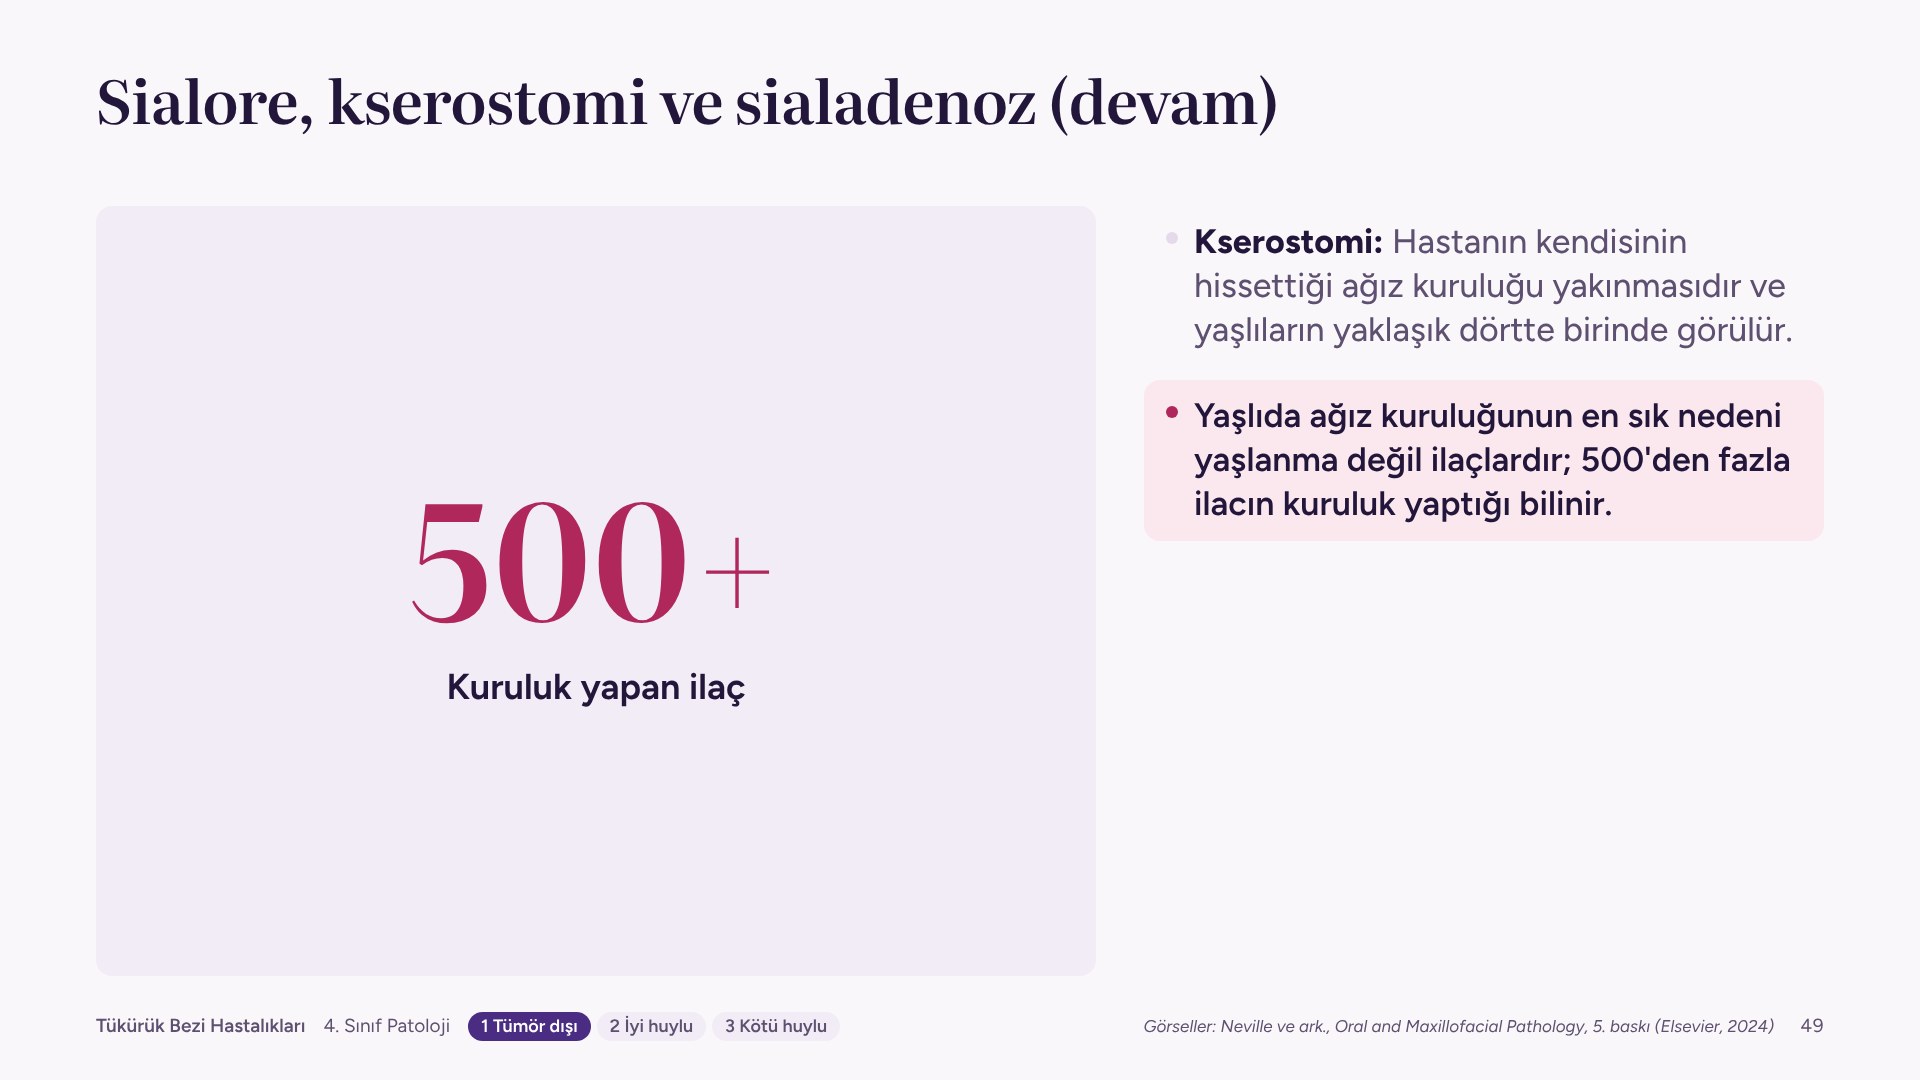 Sialore, kserostomi ve sialadenoz (devam)
500+
Kuruluk yapan ilaç
Kserostomi: Hastanın kendisinin
hissettiği ağız kuruluğu yakınmasıdır ve
yaşlıların yaklaşık dörtte birinde görülür.
Yaşlıda ağız kuruluğunun en sık nedeni
yaşlanma değil ilaçlardır; 500'den fazla
ilacın kuruluk yaptığı bilinir.
Tükürük Bezi Hastalıkları 4. Sınıf Patoloji 1 Tümör dışı 2 İyi huylu 3 Kötü huylu
Görseller: Neville ve ark., Oral and Maxillofacial Pathology, 5. baskı (Elsevier, 2024) 49